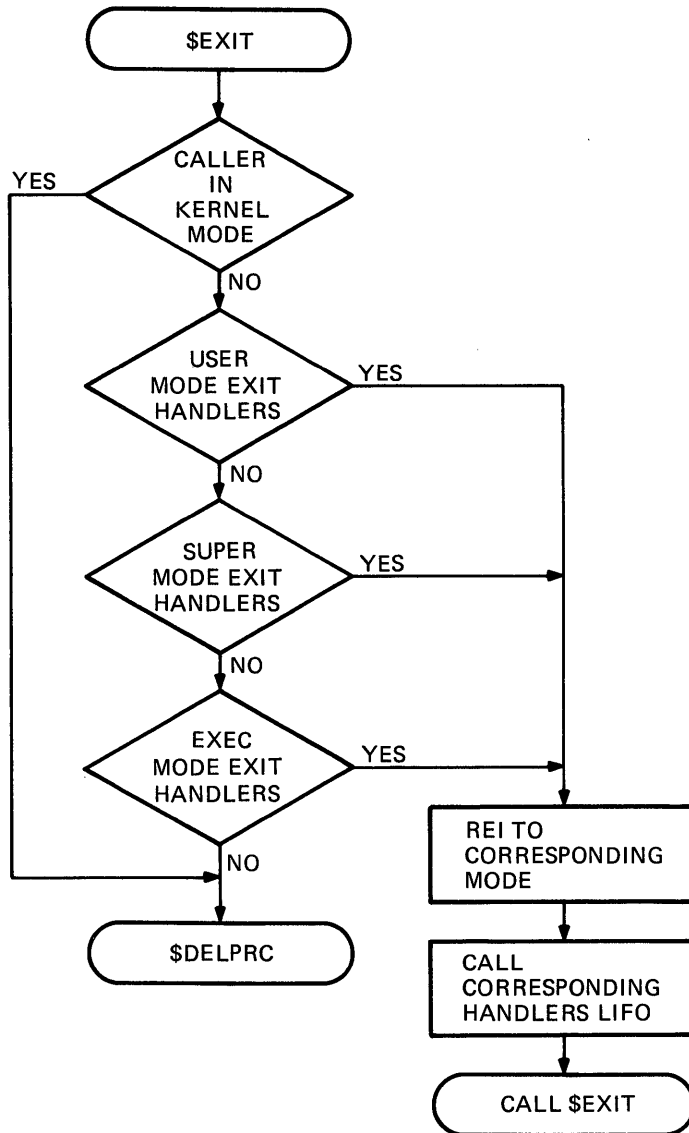 $EXIT
CALLER
IN
KERNEL
MODE
YES
NO
USER
MODE EXIT
HANDLERS
YES
NO
SUPER
MODE EXIT
HANDLERS
YES
NO
EXEC
MODE EXIT
HANDLERS
YES
NO
$DELPRC
REI TO
CORRESPONDING
MODE
CALL
CORRESPONDING
HANDLERS LIFO
CALL $EXIT